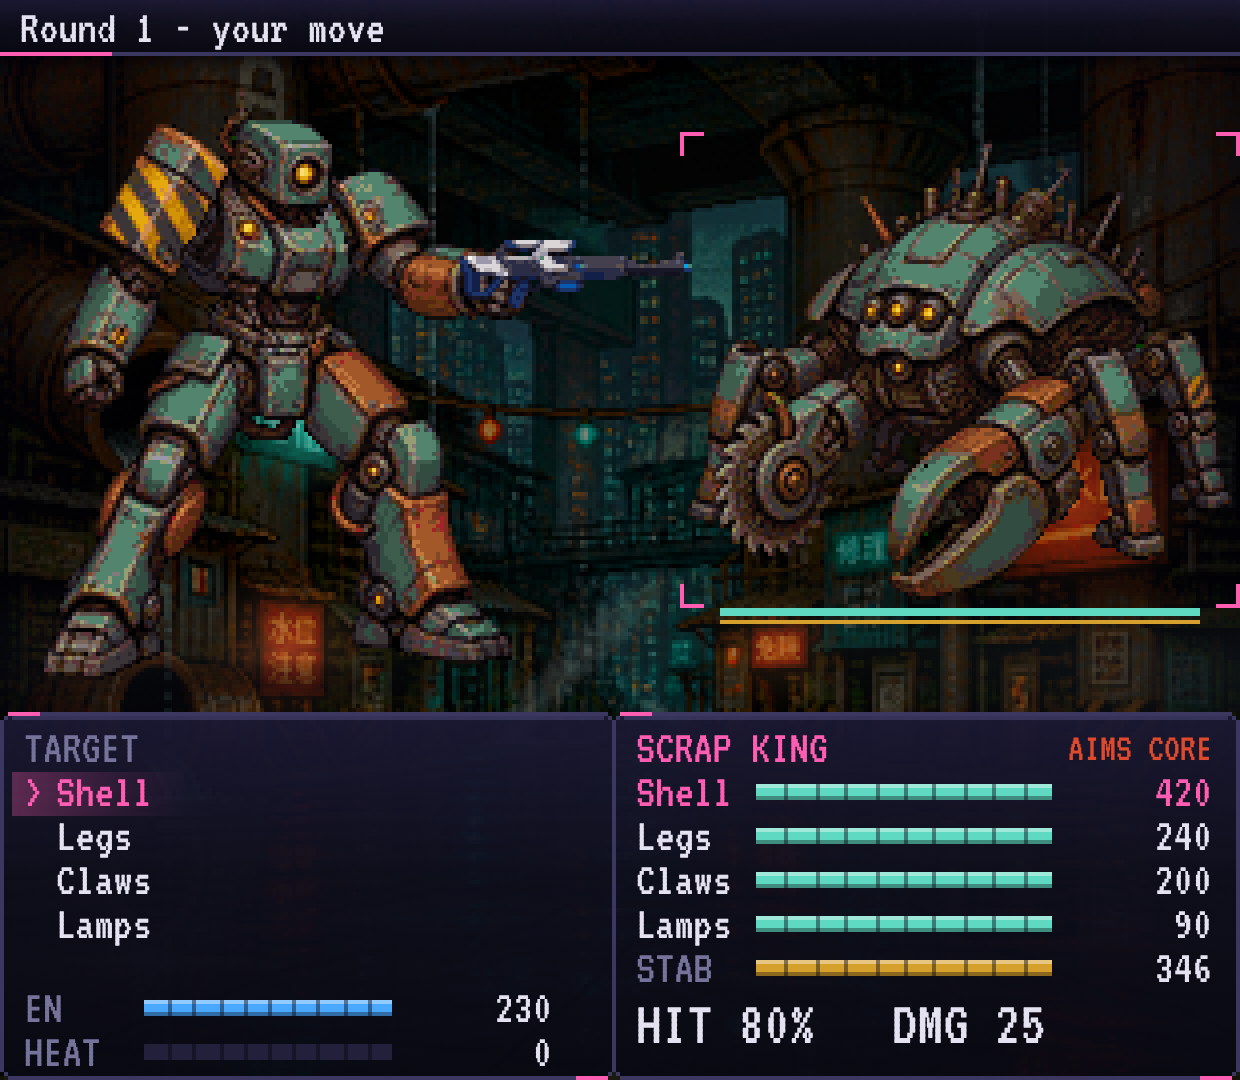 Round 1 - your move
TARGET
> Shell
Legs
Claws
Lamps
EN 230
HEAT 0
SCRAP KING AIMS CORE
Shell 420
Legs 240
Claws 200
Lamps 90
STAB 346
HIT 80% DMG 25